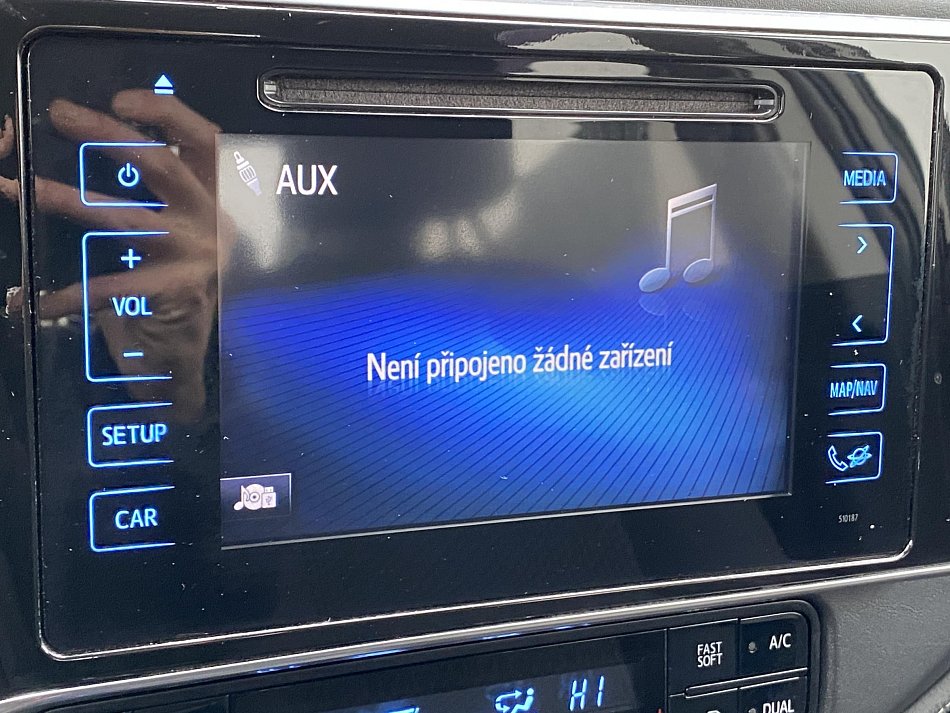 AUX
MEDIA
+
VOL
−
Není připojeno žádné zařízení
MAP/NAV
SETUP
CAR
510187
FAST
SOFT
A/C
HI
DUAL